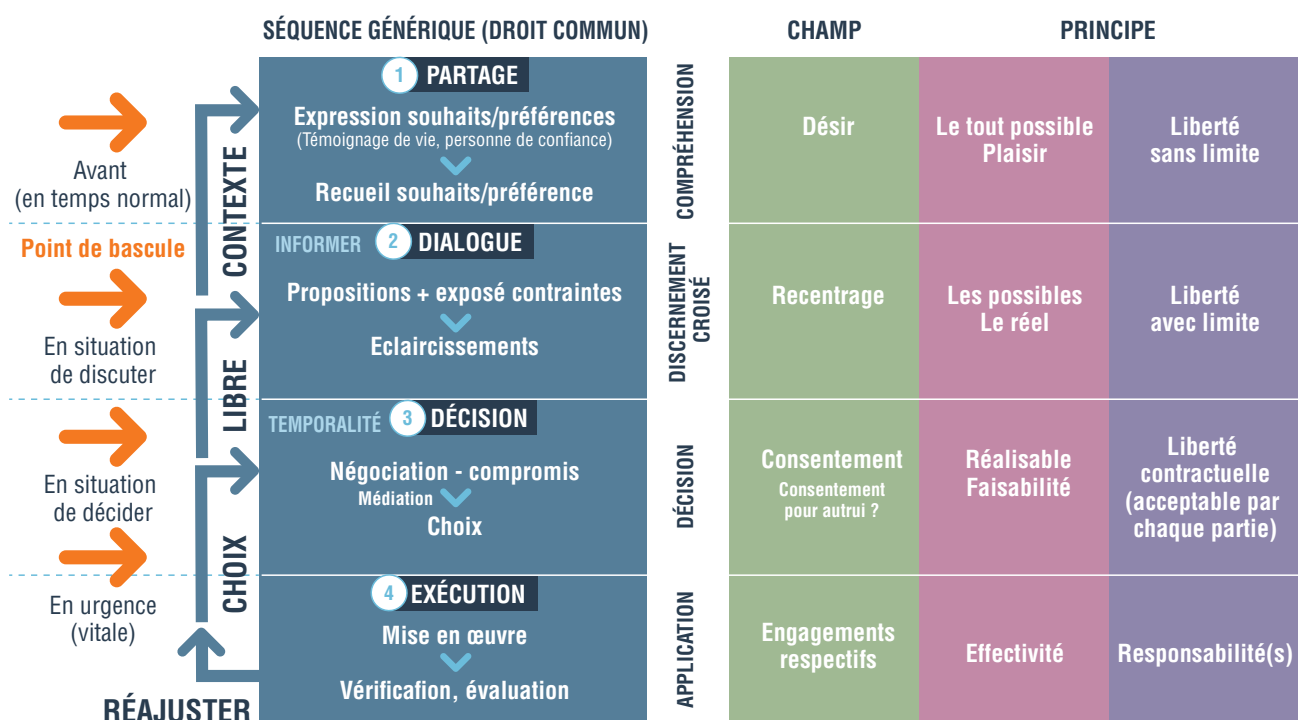 SÉQUENCE GÉNÉRIQUE (DROIT COMMUN)
CHAMP
PRINCIPE
Avant
(en temps normal)
Point de bascule
En situation
de discuter
En situation
de décider
En urgence
(vitale)
CONTEXTE
LIBRE
CHOIX
RÉAJUSTER
1 PARTAGE
Expression souhaits/préférences
(Témoignage de vie, personne de confiance)
Recueil souhaits/préférence
COMPRÉHENSION
Désir
Le tout possible
Plaisir
Liberté
sans limite
INFORMER 2 DIALOGUE
Propositions + exposé contraintes
Eclaircissements
DISCERNEMENT
CROISÉ
Recentrage
Les possibles
Le réel
Liberté
avec limite
TEMPORALITÉ 3 DÉCISION
Négociation - compromis
Médiation
Choix
DÉCISION
Consentement
Consentement
pour autrui ?
Réalisable
Faisabilité
Liberté
contractuelle
(acceptable par
chaque partie)
4 EXÉCUTION
Mise en œuvre
Vérificafion, évaluation
APPLICATION
Engagements
respectifs
Effectivité
Responsabilité(s)